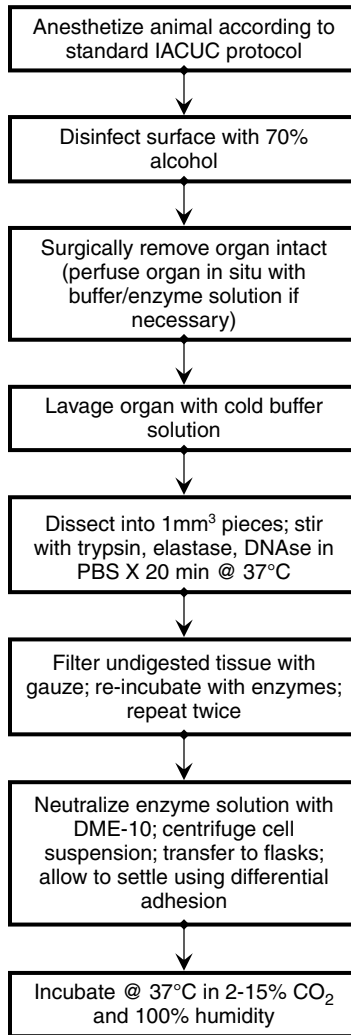 Anesthetize animal according to
standard IACUC protocol
Disinfect surface with 70%
alcohol
Surgically remove organ intact
(perfuse organ in situ with
buffer/enzyme solution if
necessary)
Lavage organ with cold buffer
solution
Dissect into 1mm³ pieces; stir
with trypsin, elastase, DNAse in
PBS X 20 min @ 37°C
Filter undigested tissue with
gauze; re-incubate with enzymes;
repeat twice
Neutralize enzyme solution with
DME-10; centrifuge cell
suspension; transfer to flasks;
allow to settle using differential
adhesion
Incubate @ 37°C in 2-15% CO₂
and 100% humidity